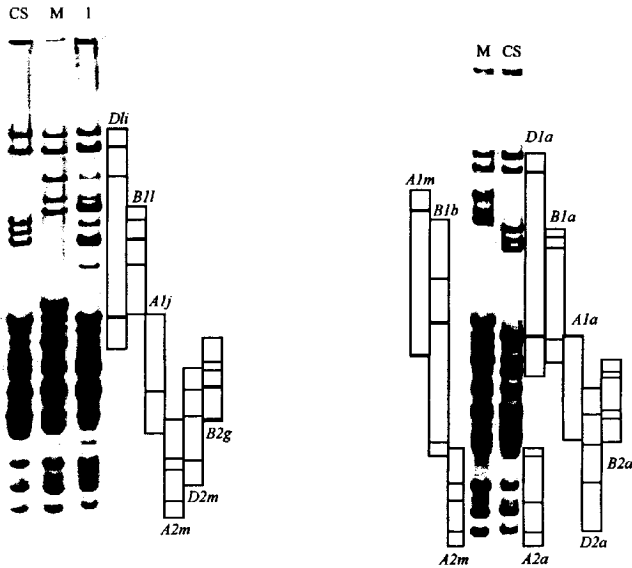 CS M 1
M CS
D1i
D1a
A1m
B1l
B1b
B1a
A1j
A1a
B2g
B2a
D2m
A2m
A2m
A2a
D2a